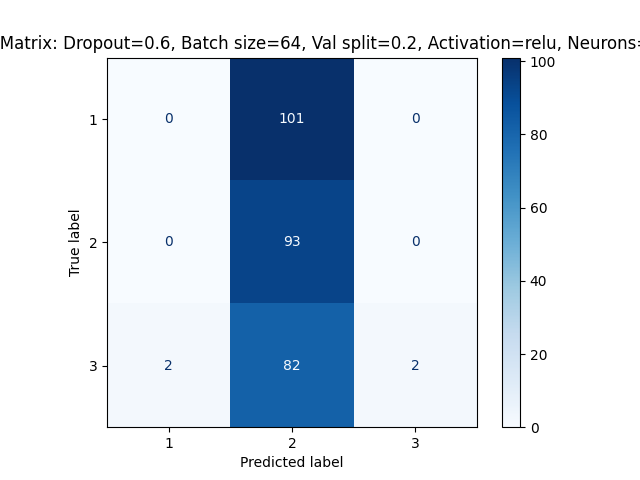 Matrix: Dropout=0.6, Batch size=64, Val split=0.2, Activation=relu, Neurons=
100
1 0 101 0
80
60
True label
2 0 93 0
40
20
3 2 82 2
0
1 2 3
Predicted label